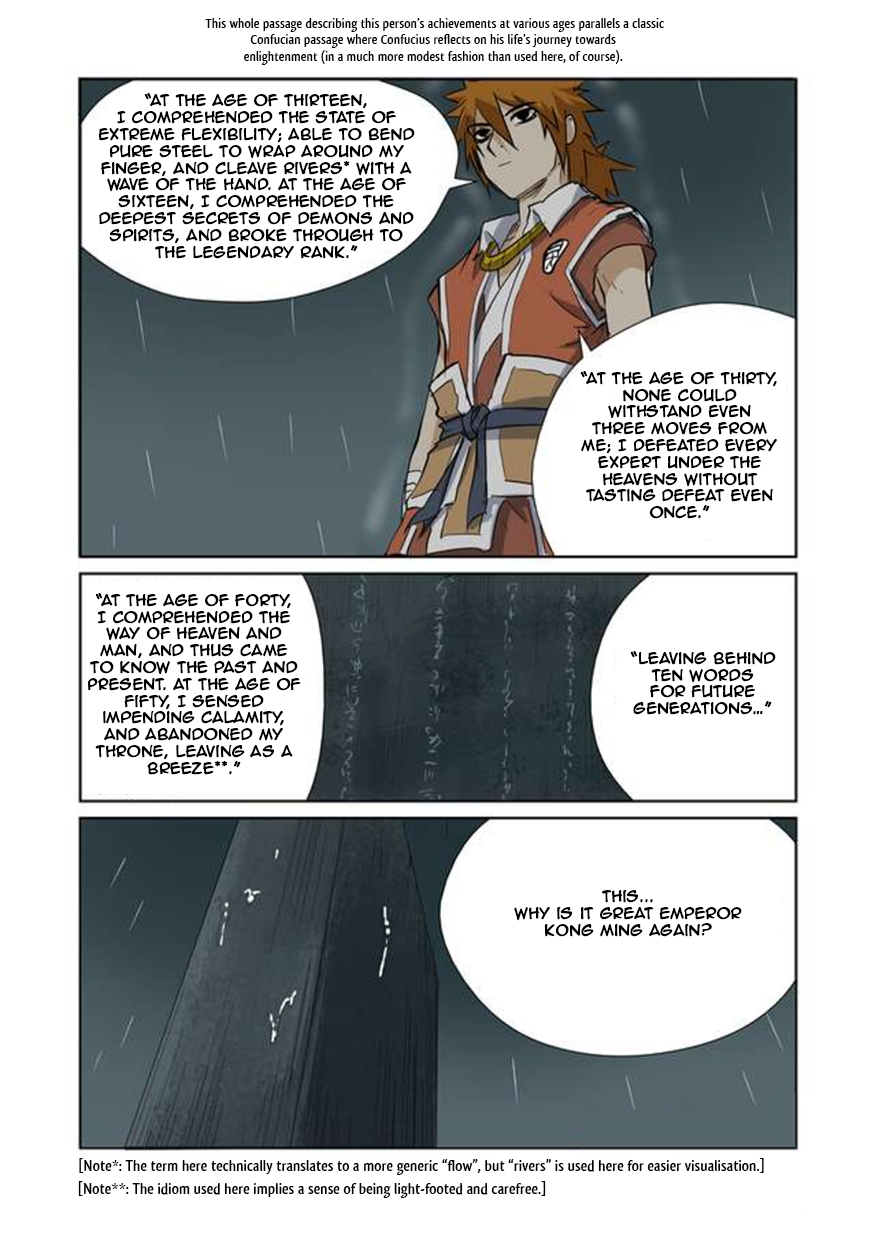 This whole passage describing this person's achievements at various ages parallels a classic
Confucian passage where Confucius reflects on his life's journey towards
enlightenment (in a much more modest fashion than used here, of course).
"AT THE AGE OF THIRTEEN,
I COMPREHENDED THE STATE OF
EXTREME FLEXIBILITY; ABLE TO BEND
PURE STEEL TO WRAP AROUND MY
FINGER, AND CLEAVE RIVERS* WITH A
WAVE OF THE HAND. AT THE AGE OF
SIXTEEN, I COMPREHENDED THE
DEEPEST SECRETS OF DEMONS AND
SPIRITS, AND BROKE THROUGH TO
THE LEGENDARY RANK."
"AT THE AGE OF THIRTY,
NONE COULD
WITHSTAND EVEN
THREE MOVES FROM
ME; I DEFEATED EVERY
EXPERT UNDER THE
HEAVENS WITHOUT
TASTING DEFEAT EVEN
ONCE."
"AT THE AGE OF FORTY,
I COMPREHENDED THE
WAY OF HEAVEN AND
MAN, AND THUS CAME
TO KNOW THE PAST AND
PRESENT. AT THE AGE OF
FIFTY, I SENSED
IMPENDING CALAMITY,
AND ABANDONED MY
THRONE, LEAVING AS A
BREEZE**."
"LEAVING BEHIND
TEN WORDS
FOR FUTURE
GENERATIONS..."
THIS...
WHY IS IT GREAT EMPEROR
KONG MING AGAIN?
[Note*: The term here technically translates to a more generic "flow", but "rivers" is used here for easier visualisation.]
[Note**: The idiom used here implies a sense of being light-footed and carefree.]